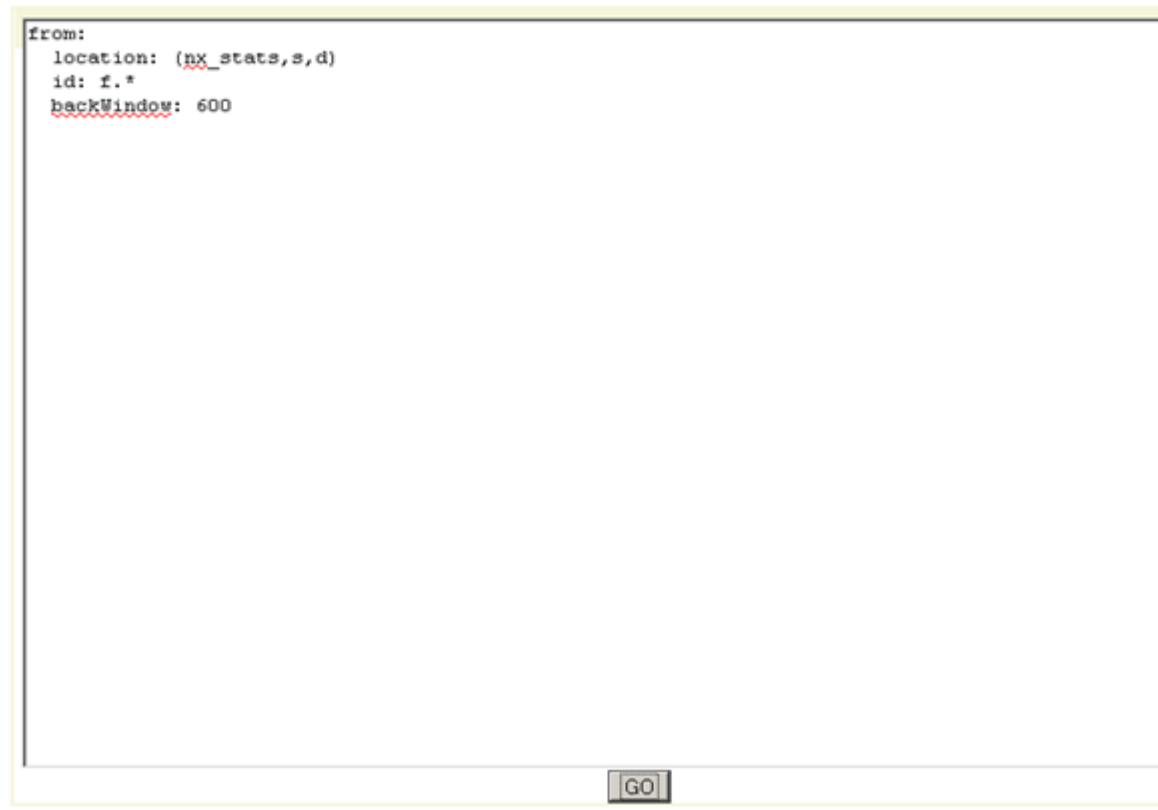 from:
  location: (nx_stats,s,d)
  id: f.*
  backWindow: 600
GO